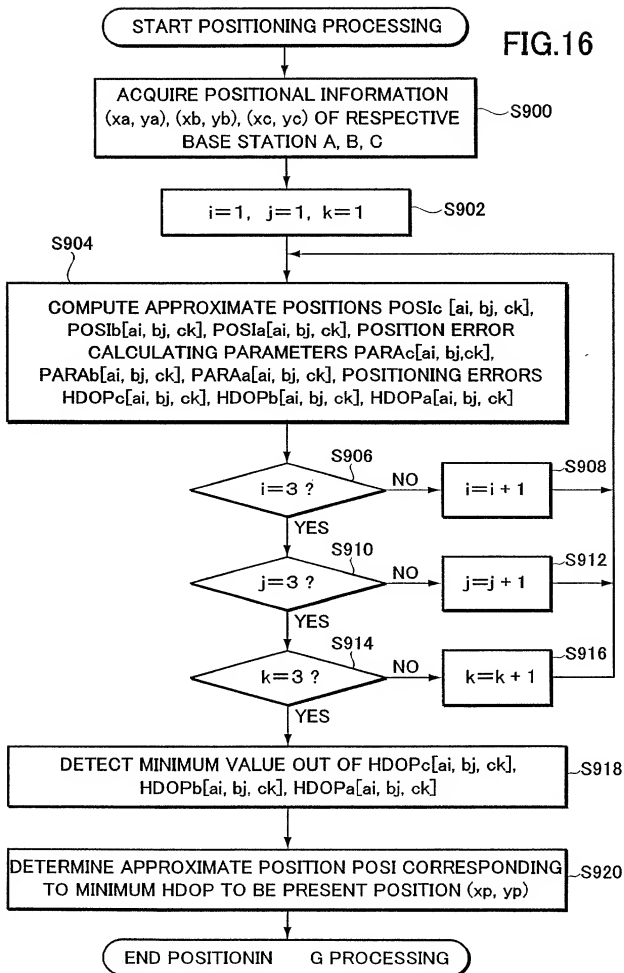 START POSITIONING PROCESSING
FIG.16
ACQUIRE POSITIONAL INFORMATION
(xa, ya), (xb, yb), (xc, yc) OF RESPECTIVE
BASE STATION A, B, C
S900
i=1, j=1, k=1
S902
S904
COMPUTE APPROXIMATE POSITIONS POSIc [ai, bj, ck],
POSIb[ai, bj, ck], POSIa[ai, bj, ck], POSITION ERROR
CALCULATING PARAMETERS PARAc[ai, bj,ck],
PARAb[ai, bj, ck], PARAa[ai, bj, ck], POSITIONING ERRORS
HDOPc[ai, bj, ck], HDOPb[ai, bj, ck], HDOPa[ai, bj, ck]
S906
i=3 ?
NO
S908
i=i+1
YES
S910
j=3 ?
NO
S912
j=j+1
YES
S914
k=3 ?
NO
S916
k=k+1
YES
DETECT MINIMUM VALUE OUT OF HDOPc[ai, bj, ck],
HDOPb[ai, bj, ck], HDOPa[ai, bj, ck]
S918
DETERMINE APPROXIMATE POSITION POSI CORRESPONDING
TO MINIMUM HDOP TO BE PRESENT POSITION (xp, yp)
S920
END POSITIONIN G PROCESSING